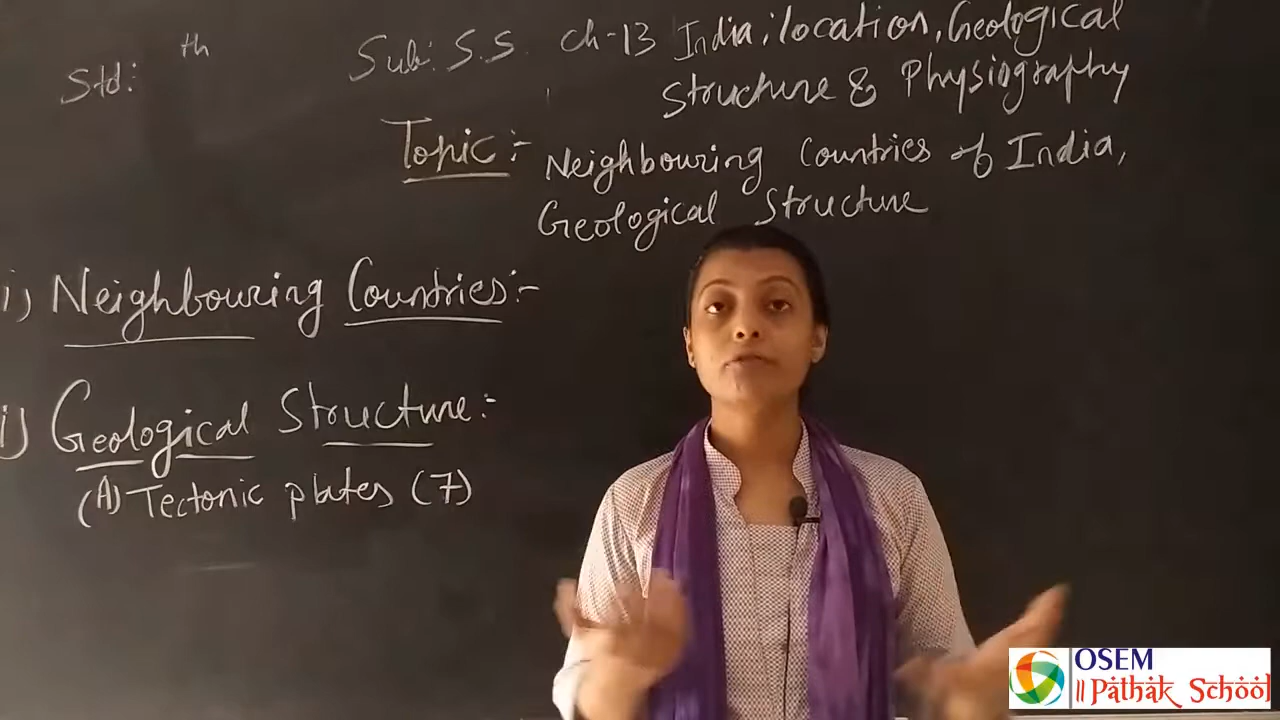 Std: th Sub: S.S. Ch-13 India: location, Geological
Structure & Physiography
Topic:- Neighbouring Countries of India,
Geological Structure
i) Neighbouring Countries:-
i) Geological Structure:-
(A) Tectonic plates (7)
OSEM
॥ Pathak School